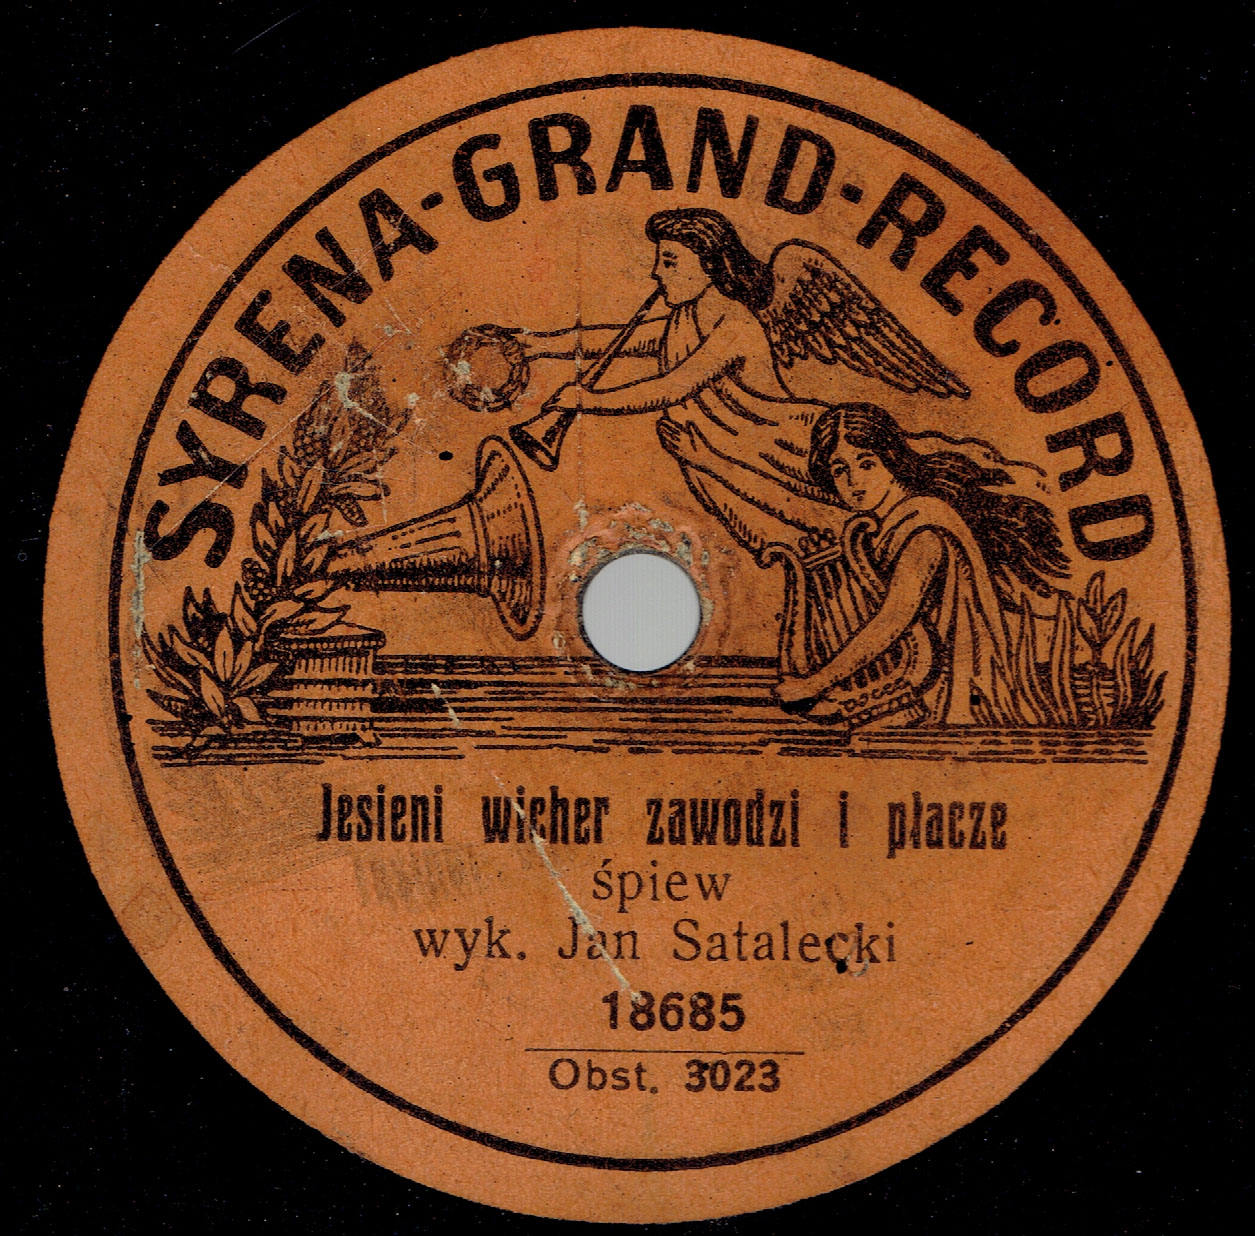 SYRENA-GRAND-RECORD
Jesieni wicher zawodzi i płacze
śpiew
wyk. Jan Satalecki
18685
Obst. 3023